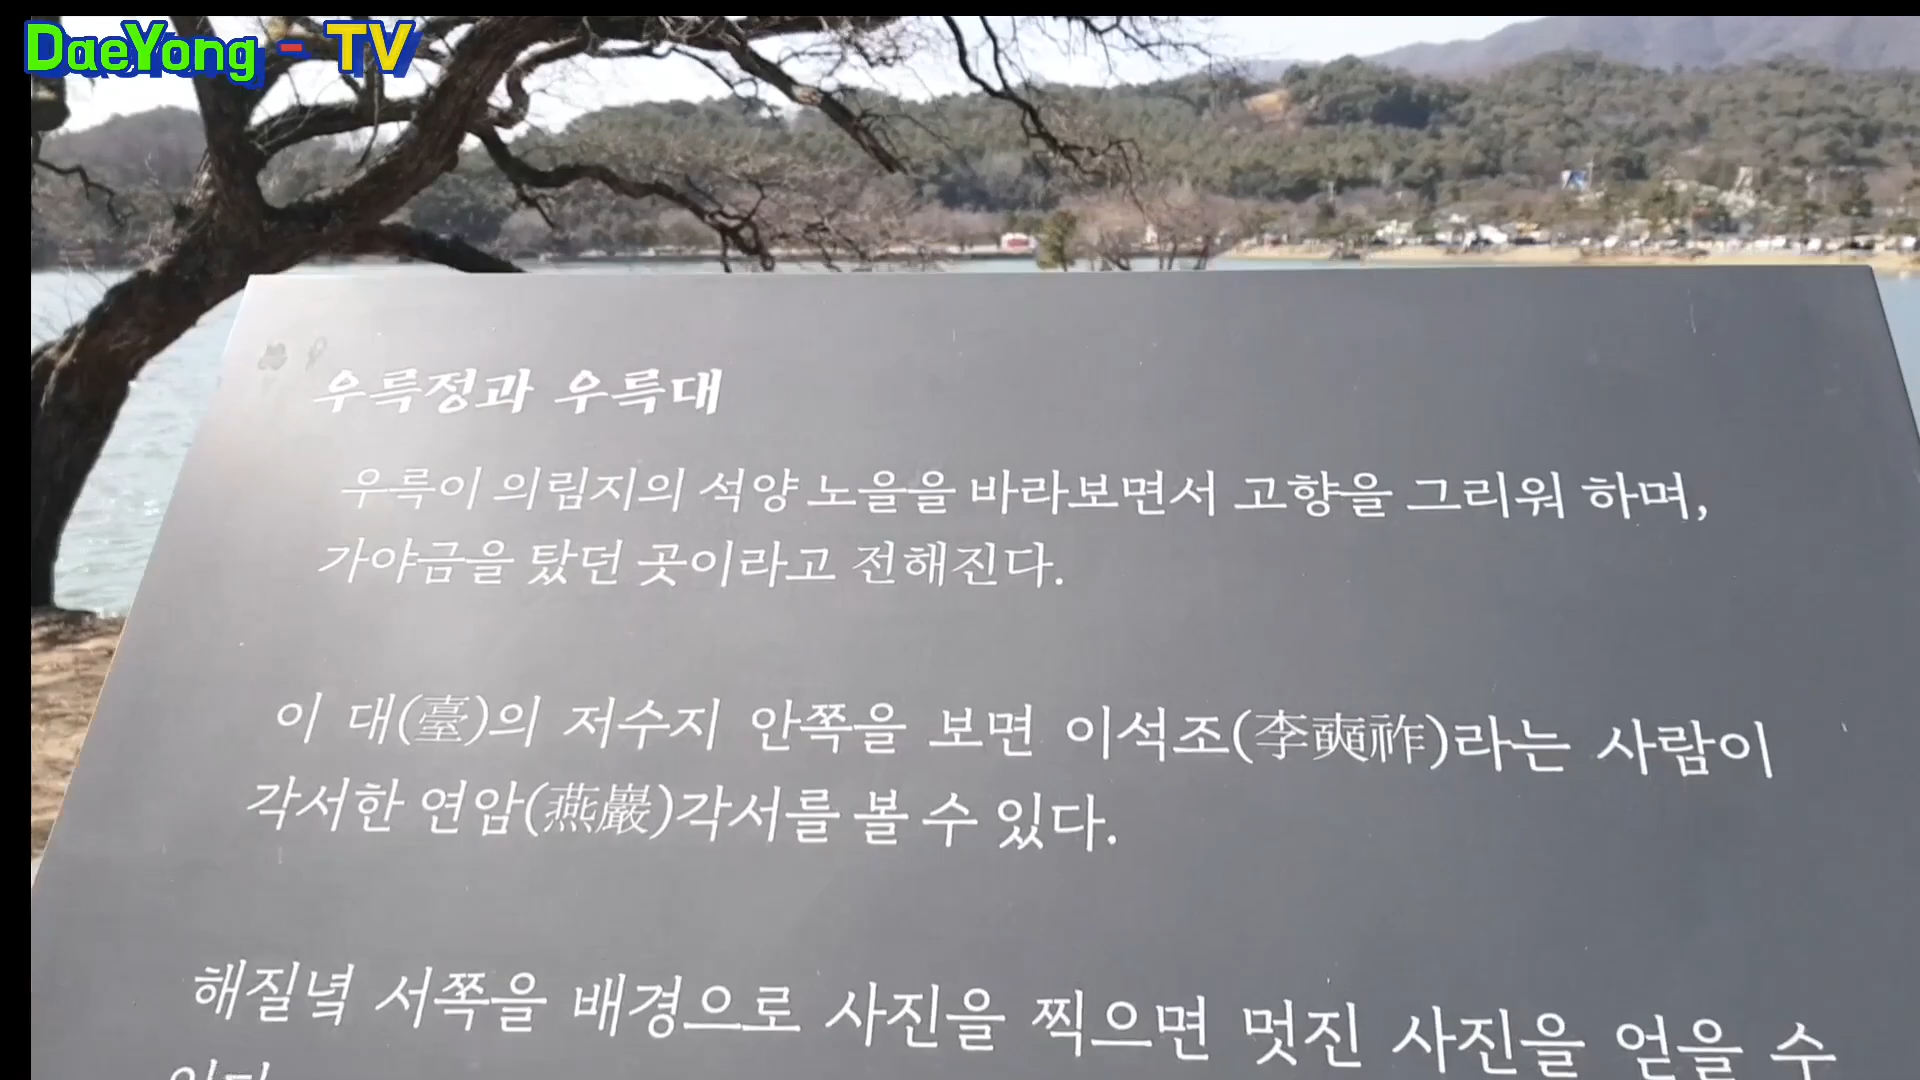 DaeYong - TV
우륵정과 우륵대
우륵이 의림지의 석양 노을을 바라보면서 고향을 그리워 하며,
가야금을 탔던 곳이라고 전해진다.
이 대(臺)의 저수지 안쪽을 보면 이석조(李奭祚)라는 사람이
각서한 연암(燕巖)각서를 볼 수 있다.
해질녘 서쪽을 배경으로 사진을 찍으면 멋진 사진을 얻을 수